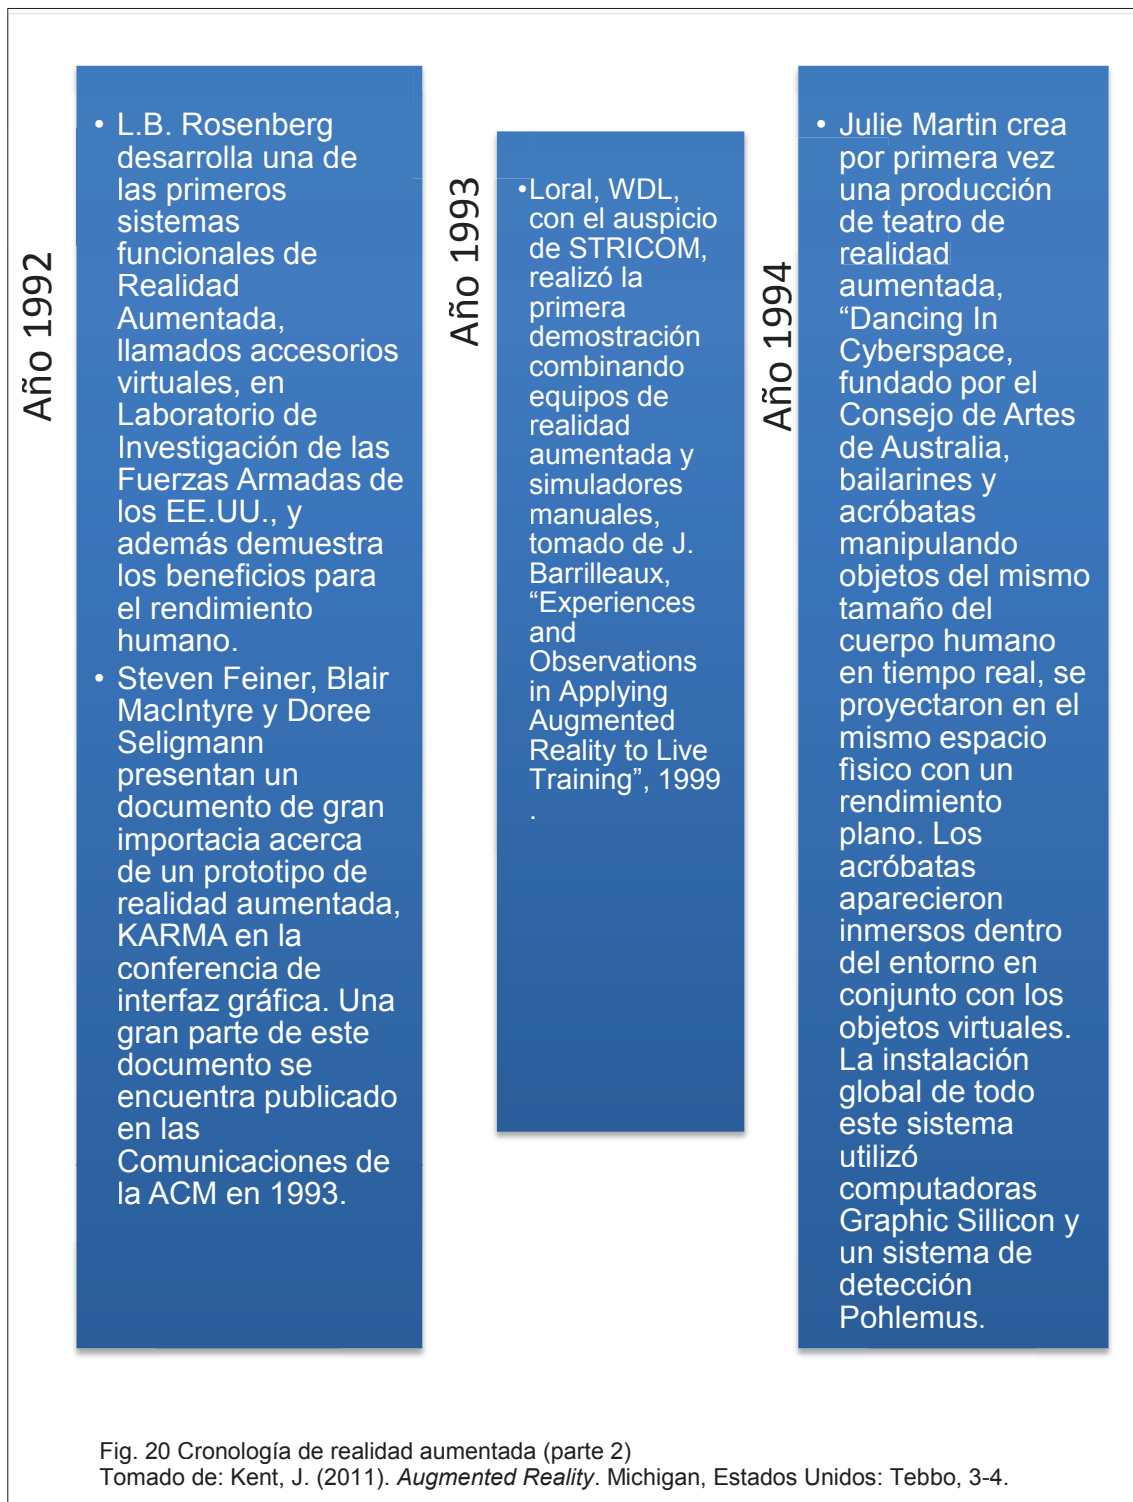 Año 1992
• L.B. Rosenberg
desarrolla una de
las primeros
sistemas
funcionales de
Realidad
Aumentada,
llamados accesorios
virtuales, en
Laboratorio de
Investigación de las
Fuerzas Armadas de
los EE.UU., y
además demuestra
los beneficios para
el rendimiento
humano.
• Steven Feiner, Blair
MacIntyre y Doree
Seligmann
presentan un
documento de gran
importacia acerca
de un prototipo de
realidad aumentada,
KARMA en la
conferencia de
interfaz gráfica. Una
gran parte de este
documento se
encuentra publicado
en las
Comunicaciones de
la ACM en 1993.
Año 1993
•Loral, WDL,
con el auspicio
de STRICOM,
realizó la
primera
demostración
combinando
equipos de
realidad
aumentada y
simuladores
manuales,
tomado de J.
Barrilleaux,
“Experiences
and
Observations
in Applying
Augmented
Reality to Live
Training”, 1999
.
Año 1994
• Julie Martin crea
por primera vez
una producción
de teatro de
realidad
aumentada,
“Dancing In
Cyberspace,
fundado por el
Consejo de Artes
de Australia,
bailarines y
acróbatas
manipulando
objetos del mismo
tamaño del
cuerpo humano
en tiempo real, se
proyectaron en el
mismo espacio
fìsico con un
rendimiento
plano. Los
acróbatas
aparecieron
inmersos dentro
del entorno en
conjunto con los
objetos virtuales.
La instalación
global de todo
este sistema
utilizó
computadoras
Graphic Sillicon y
un sistema de
detección
Pohlemus.
Fig. 20 Cronología de realidad aumentada (parte 2)
Tomado de: Kent, J. (2011). Augmented Reality. Michigan, Estados Unidos: Tebbo, 3-4.